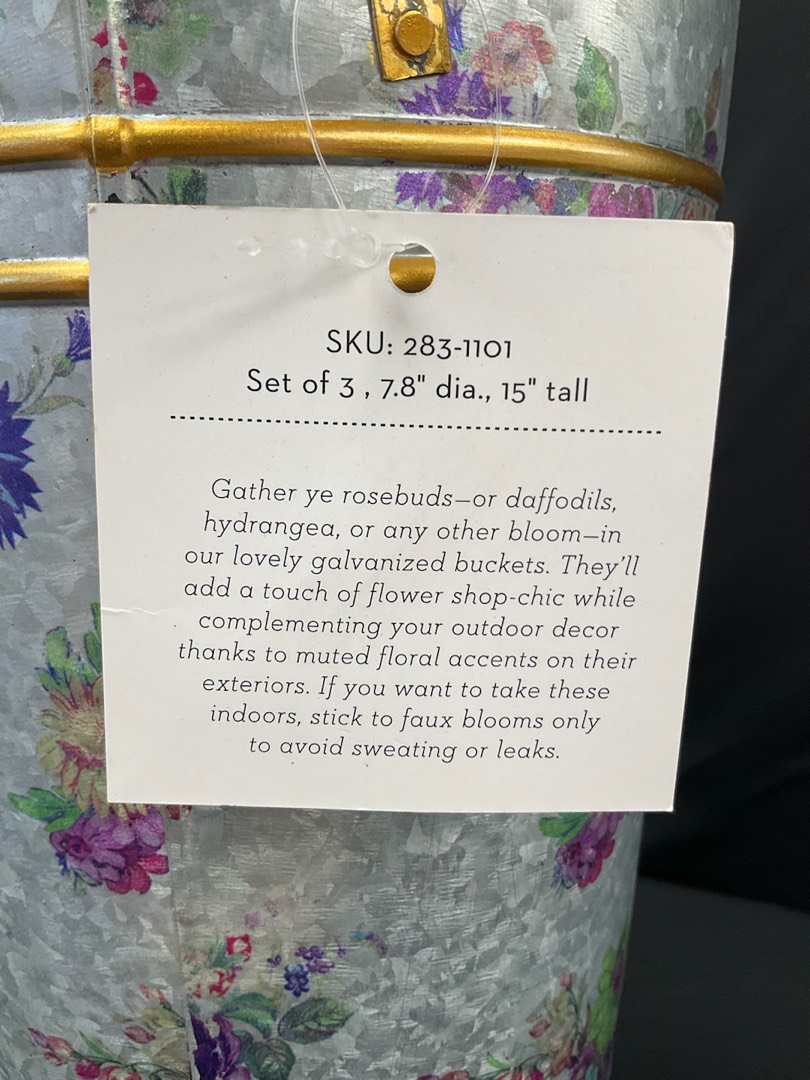 SKU: 283-1101
Set of 3 , 7.8" dia., 15" tall
Gather ye rosebuds—or daffodils,
hydrangea, or any other bloom—in
our lovely galvanized buckets. They'll
add a touch of flower shop-chic while
complementing your outdoor decor
thanks to muted floral accents on their
exteriors. If you want to take these
indoors, stick to faux blooms only
to avoid sweating or leaks.